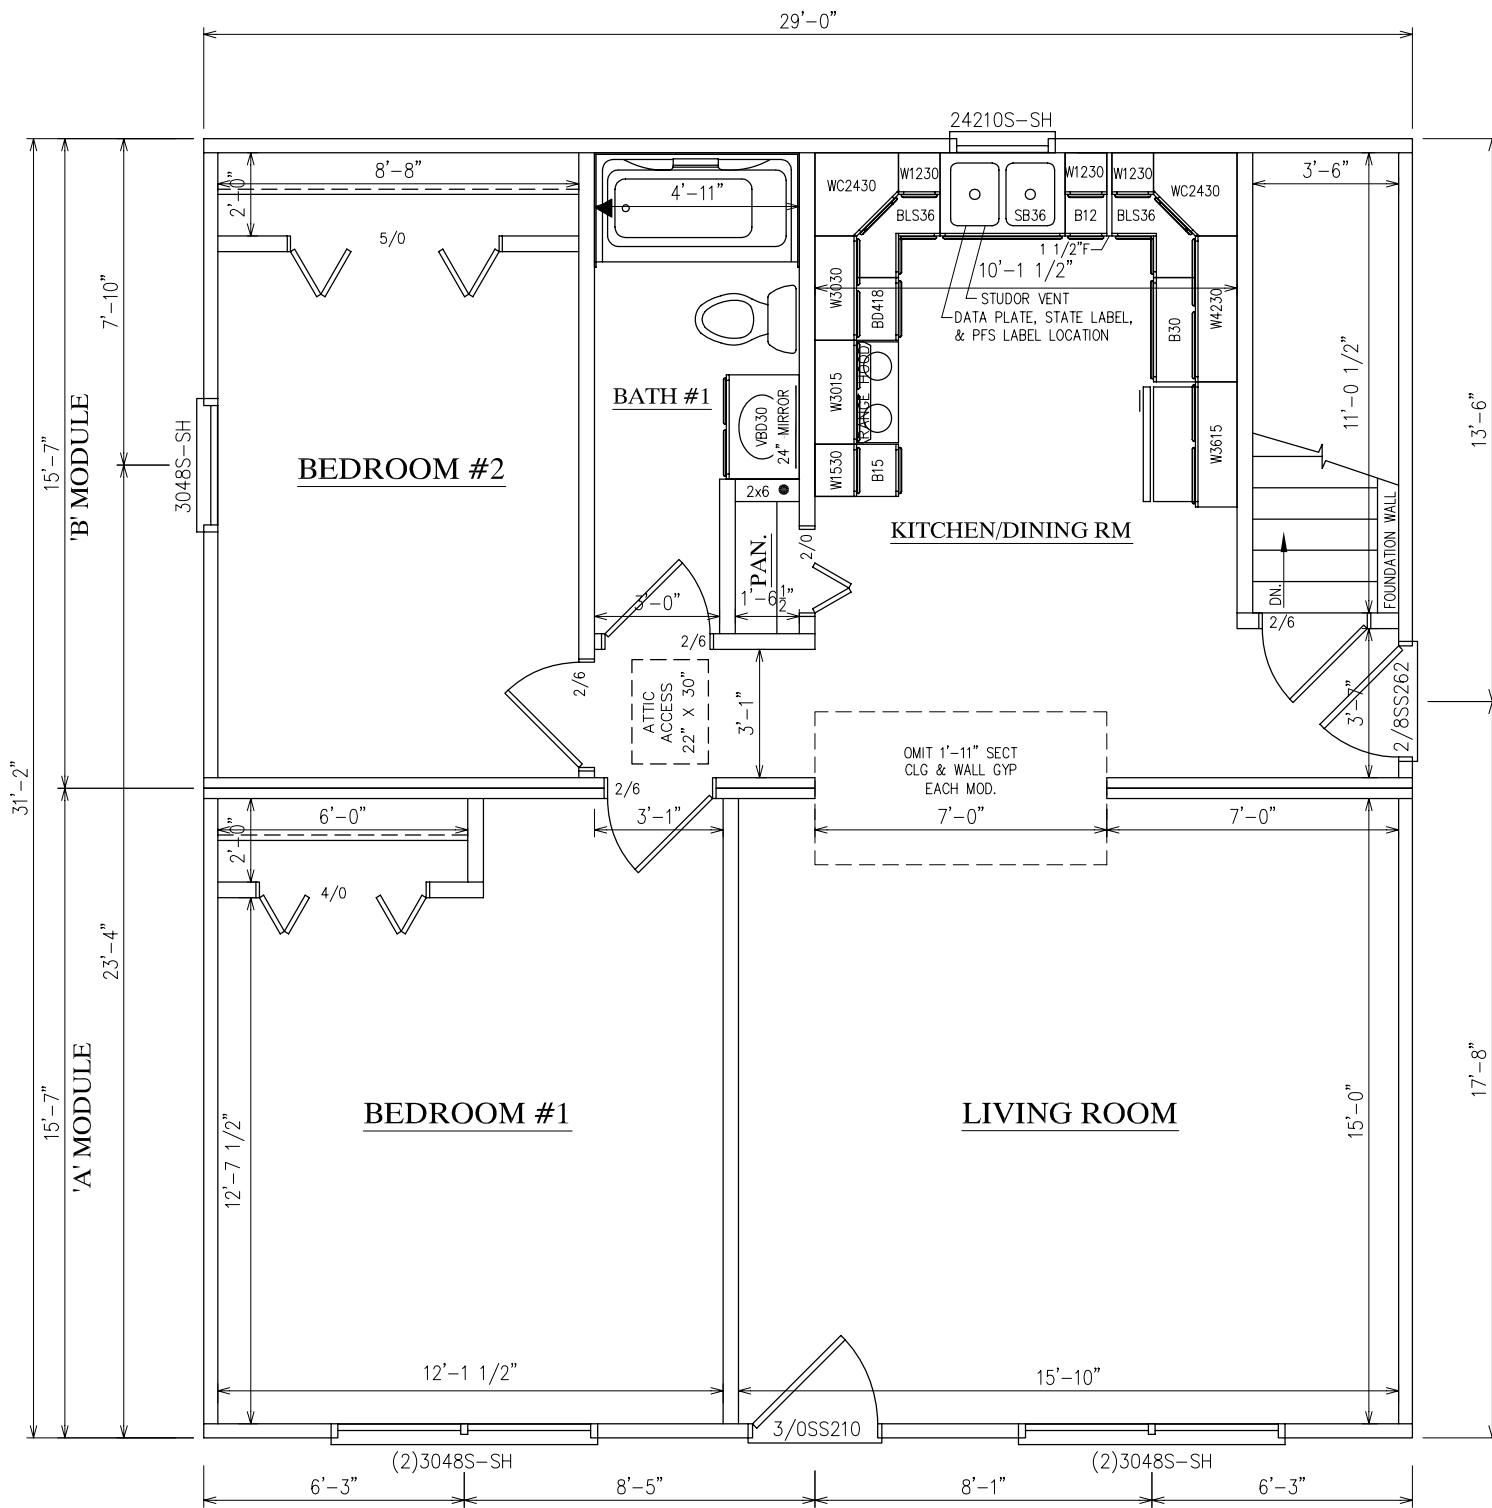 29'-0"
24210S-SH
8'-8"
2'-0"
5/0
4'-11"
WC2430
W1230
W1230
W1230
WC2430
BLS36
SB36
B12
BLS36
1 1/2"F
10'-1 1/2"
3'-6"
STUDOR VENT
DATA PLATE, STATE LABEL,
& PFS LABEL LOCATION
W3030
BD418
B30
W4230
7'-10"
11'-0 1/2"
13'-6"
W3015
RANGE HOOD
W3615
BATH #1
VBD30
24" MIRROR
'B' MODULE
15'-7"
3048S-SH
BEDROOM #2
W1530
B15
2x6
KITCHEN/DINING RM
2/0
PAN.
FOUNDATION WALL
DN.
3'-0"
1'-6 1/2"
2/6
2/6
2/6
ATTIC
ACCESS
22" X 30"
3'-1"
3'-7"
2/8SS262
OMIT 1'-11" SECT
CLG & WALL GYP
EACH MOD.
31'-2"
2/6
6'-0"
3'-1"
7'-0"
7'-0"
2'-0"
4/0
23'-4"
'A' MODULE
15'-7"
BEDROOM #1
LIVING ROOM
12'-7 1/2"
15'-0"
17'-8"
12'-1 1/2"
15'-10"
3/0SS210
(2)3048S-SH
(2)3048S-SH
6'-3"
8'-5"
8'-1"
6'-3"